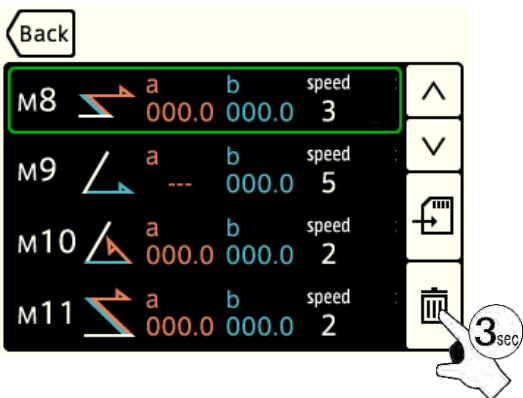 Back
M8 a 000.0 b 000.0 speed 3
M9 a --- b 000.0 speed 5
M10 a 000.0 b 000.0 speed 2
M11 a 000.0 b 000.0 speed 2
3sec